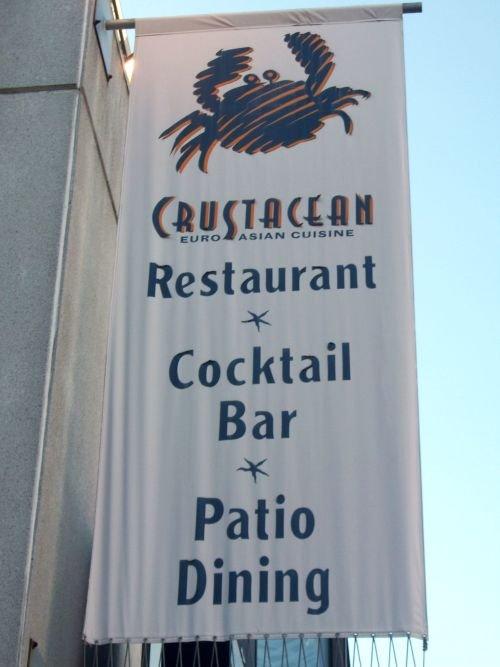 CRUSTACEAN
EURO ASIAN CUISINE
Restaurant
Cocktail
Bar
Patio
Dining